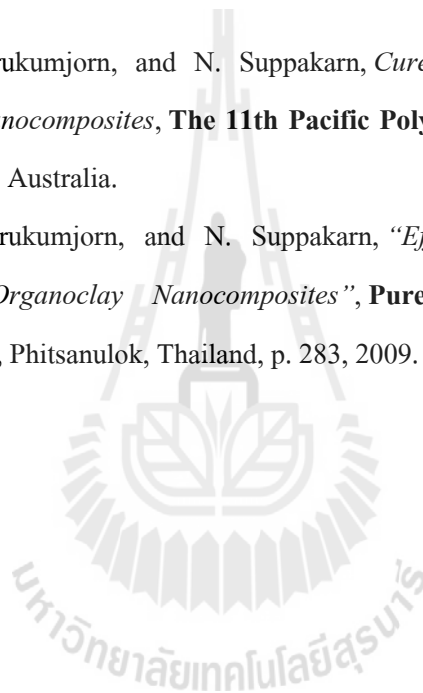 rukumjorn, and N. Suppakarn, Cure
nocomposites, The 11th Pacific Poly
Australia.
rukumjorn, and N. Suppakarn, “Ef
Organoclay Nanocomposites”, Pure
, Phitsanulok, Thailand, p. 283, 2009.
มหาวิทยาลัยเทคโนโลยีสุรนารี